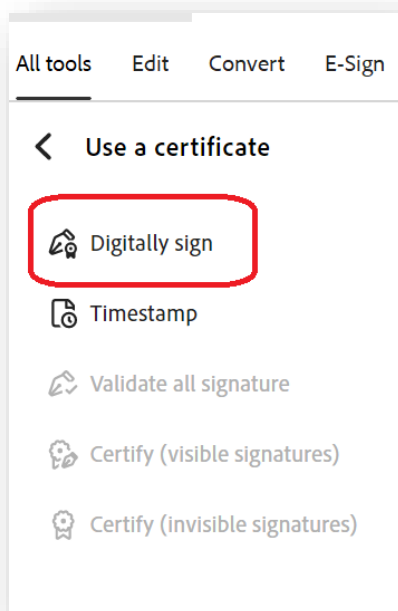 All tools Edit Convert E-Sign
Use a certificate
Digitally sign
Timestamp
Validate all signature
Certify (visible signatures)
Certify (invisible signatures)